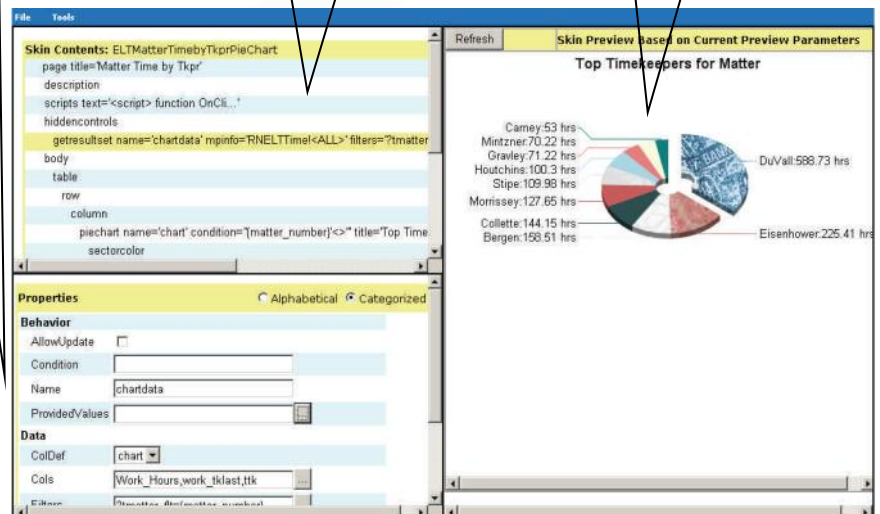 File Tools
Skin Contents: ELTMatterTimebyTkprPieChart
page title='Matter Time by Tkpr'
description
scripts text='<script> function OnCli...'
hiddencontrols
getresultset name='chartdata' mpinfo='RNELTTime!<ALL>' filters='?tmatter
body
table
row
column
piechart name='chart' condition='{matter_number}'<>'' title='Top Time
sectorcolor
Properties
Alphabetical Categorized
Behavior
AllowUpdate
Condition
Name chartdata
ProvidedValues
Data
ColDef chart
Cols Work_Hours,work_tklast,ttk
Filters
Refresh Skin Preview Based on Current Preview Parameters
Top Timekeepers for Matter
Carney:53 hrs
Mintzner:70.22 hrs
Gravley:71.22 hrs
Houtchins:100.3 hrs
Stipe:109.98 hrs
Morrissey:127.65 hrs
Collette:144.15 hrs
Bergen:158.51 hrs
DuVall:588.73 hrs
Eisenhower:225.41 hrs